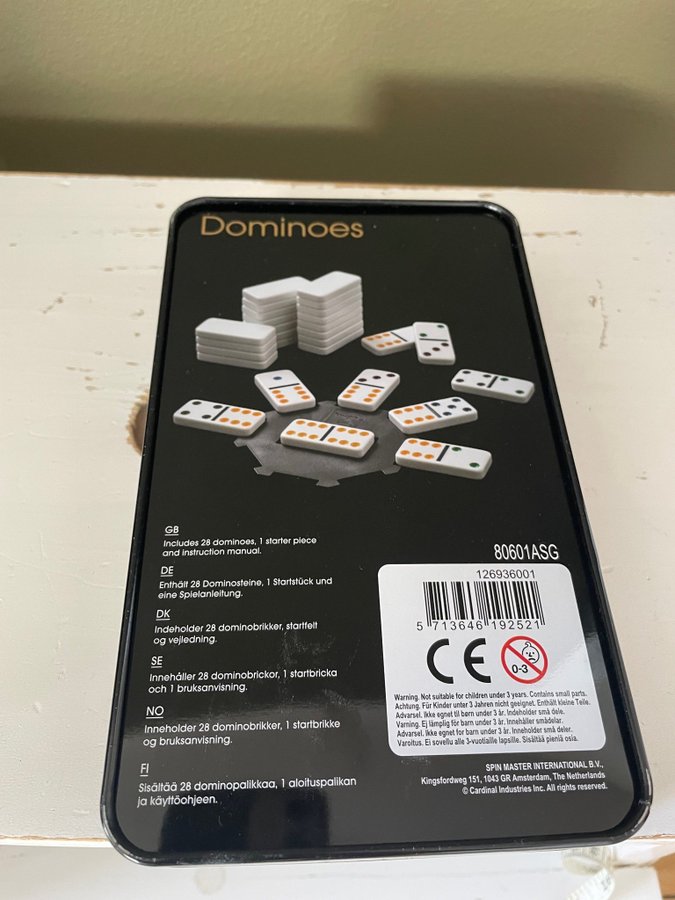 Dominoes
GB
Includes 28 dominoes, 1 starter piece
and instruction manual.
DE
Enthält 28 Dominosteine, 1 Startstück und
eine Spielanleitung.
DK
Indeholder 28 dominobrikker, startfelt
og vejledning.
SE
Innehåller 28 dominobrickor, 1 startbricka
och 1 bruksanvisning.
NO
Inneholder 28 dominobrikker, 1 startbrikke
og bruksanvisning.
FI
Sisältää 28 dominopalikkaa, 1 aloituspalikan
ja käyttöohjeen.
80601ASG
126936001
5 713646 192521
CE
0-3
Warning. Not suitable for children under 3 years. Contains small parts.
Achtung. Für Kinder unter 3 Jahren nicht geeignet. Enthält kleine Teile.
Advarsel. Ikke egnet til børn under 3 år. Indeholder små dele.
Varning. Ej lämplig för barn under 3 år. Innehåller smådelar.
Advarsel. Ikke egnet for barn under 3 år. Inneholder små deler.
Varoitus. Ei sovellu alle 3-vuotiaille lapsille. Sisältää pieniä osia.
SPIN MASTER INTERNATIONAL B.V.,
Kingsfordweg 151, 1043 GR Amsterdam, The Netherlands
© Cardinal Industries Inc. All rights reserved.